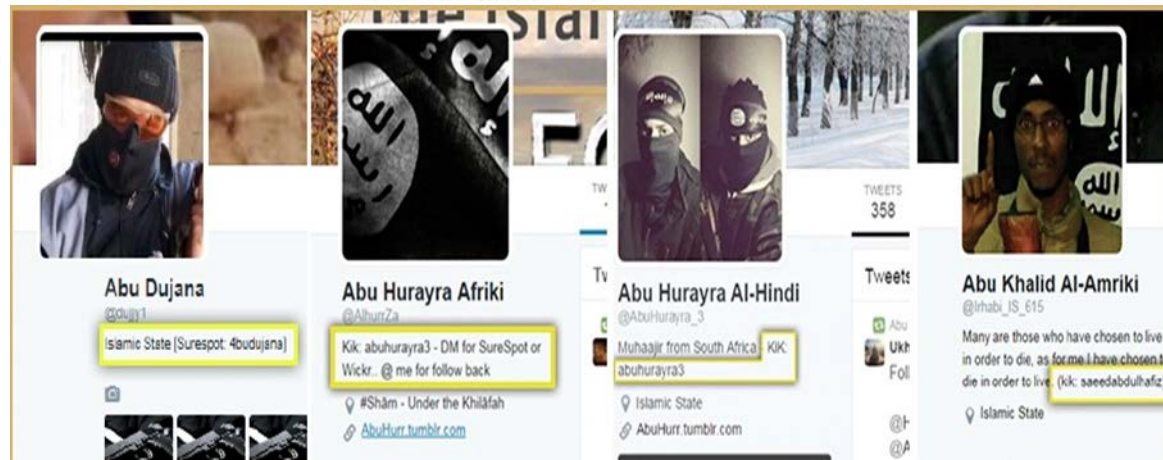 Abu Dujana
@dujjy1
Islamic State [Surespot: 4budujana]
Abu Hurayra Afriki
@AlhurrZa
Kik: abuhurayra3 - DM for SureSpot or
Wickr.. @ me for follow back
#Shām - Under the Khilāfah
AbuHurr.tumblr.com
Abu Hurayra Al-Hindi
@AbuHurayra_3
Muhaajir from South Africa - KIK:
abuhurayra3
Islamic State
AbuHurr.tumblr.com
TWEETS
358
Tweets
Abu
Ukh
Foll
@H
@A
Abu Khalid Al-Amriki
@Irhabi_IS_615
Many are those who have chosen to live
in order to die, as for me I have chosen t
die in order to live. (kik: saeedabdulhafiz)
Islamic State